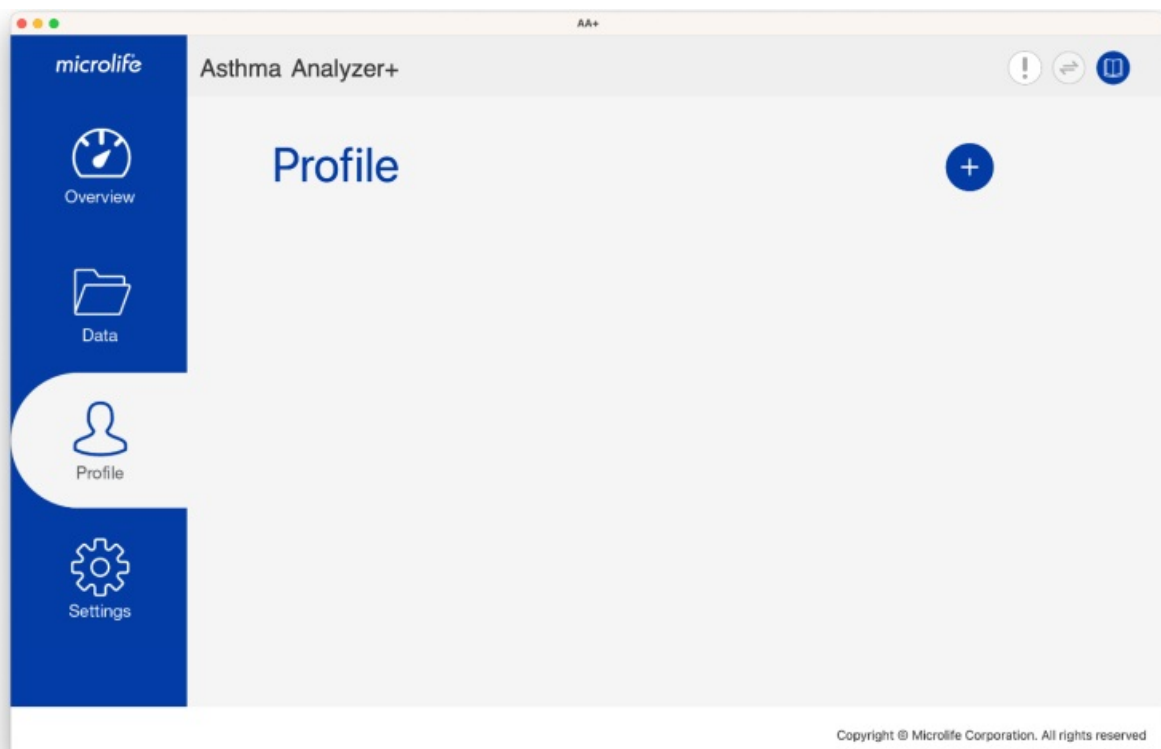 AA+
microlife
Asthma Analyzer+
Overview
Data
Profile
Settings
Profile
Copyright © Microlife Corporation. All rights reserved